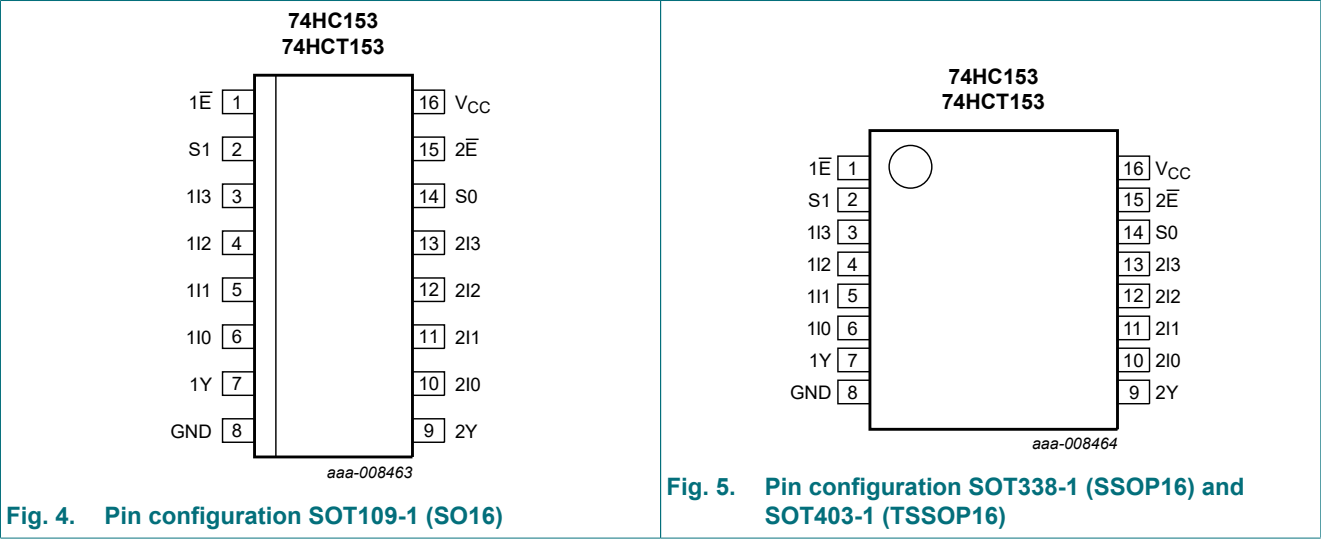 74HC153
74HCT153
1E̅ 1
S1 2
1I3 3
1I2 4
1I1 5
1I0 6
1Y 7
GND 8
16 VCC
15 2E̅
14 S0
13 2I3
12 2I2
11 2I1
10 2I0
9 2Y
aaa-008463
Fig. 4. Pin configuration SOT109-1 (SO16)
74HC153
74HCT153
1E̅ 1
S1 2
1I3 3
1I2 4
1I1 5
1I0 6
1Y 7
GND 8
16 VCC
15 2E̅
14 S0
13 2I3
12 2I2
11 2I1
10 2I0
9 2Y
aaa-008464
Fig. 5. Pin configuration SOT338-1 (SSOP16) and
SOT403-1 (TSSOP16)